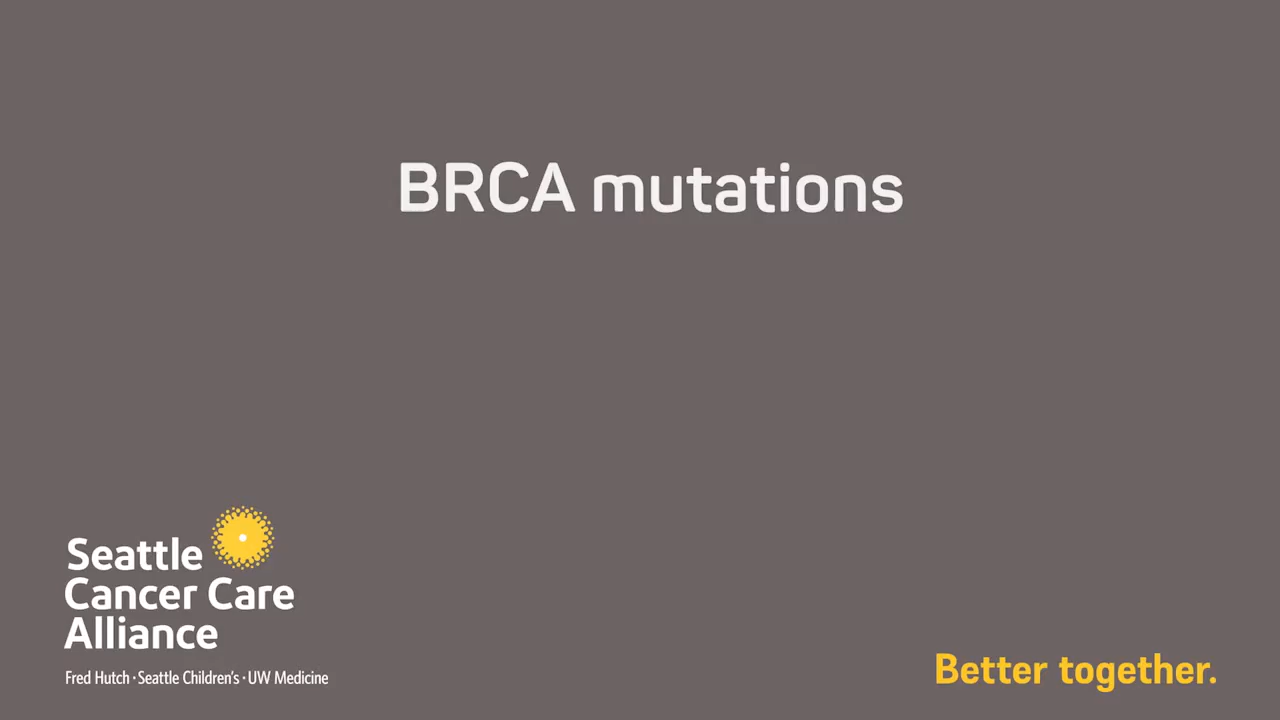 BRCA mutations
Seattle
Cancer Care
Alliance
Fred Hutch · Seattle Children's · UW Medicine
Better together.